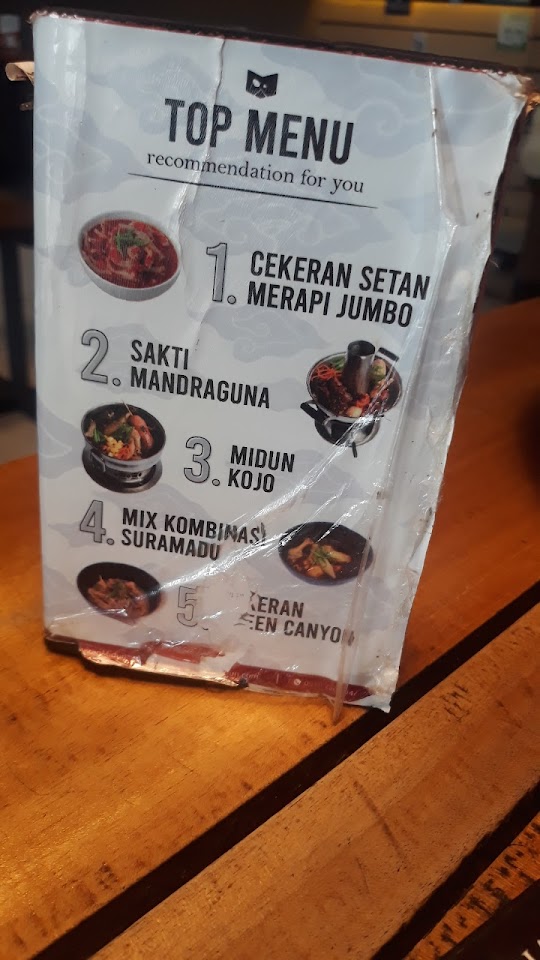 TOP MENU
recommendation for you
1. CEKERAN SETAN
MERAPI JUMBO
2. SAKTI
MANDRAGUNA
3. MIDUN
KOJO
4. MIX KOMBINASI
SURAMADU
5
CANYON